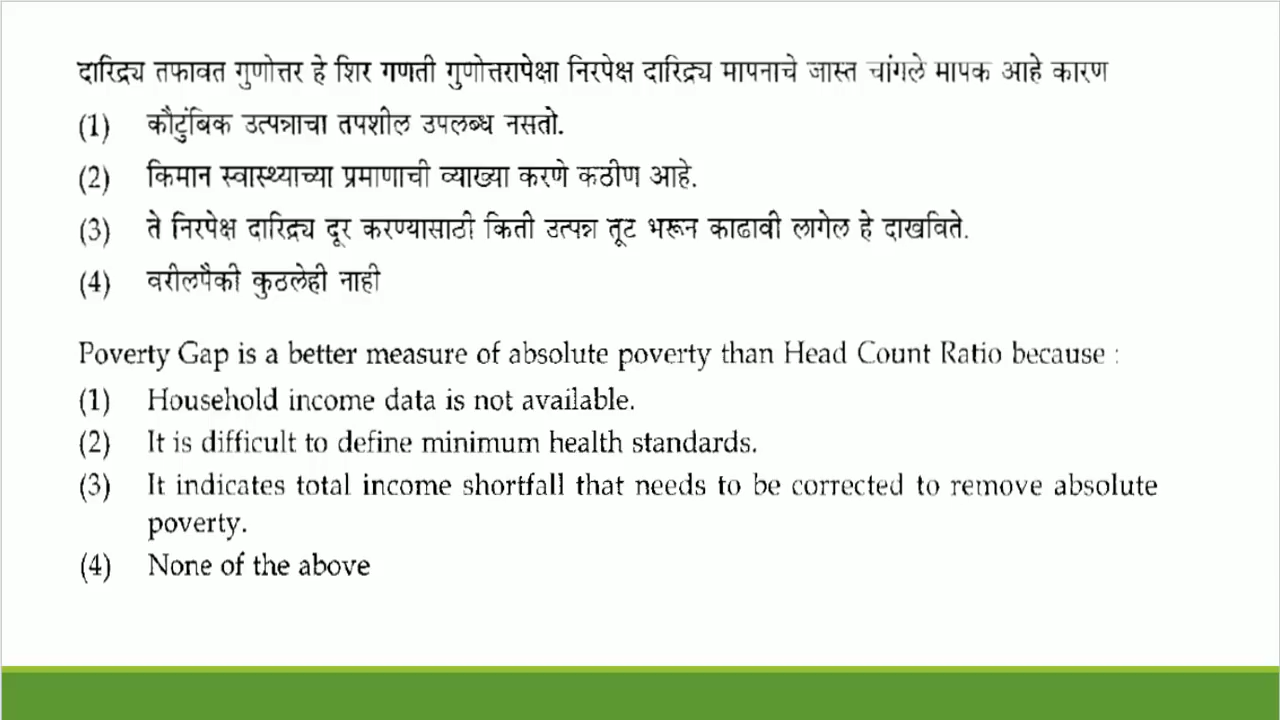 दारिद्र्य तफावत गुणोत्तर हे शिर गणती गुणोत्तरापेक्षा निरपेक्ष दारिद्र्य मापनाचे जास्त चांगले मापक आहे कारण
(1) कौटुंबिक उत्पन्नाचा तपशील उपलब्ध नसतो.
(2) किमान स्वास्थ्याच्या प्रमाणाची व्याख्या करणे कठीण आहे.
(3) ते निरपेक्ष दारिद्र्य दूर करण्यासाठी किती उत्पन्न तूट भरून काढावी लागेल हे दाखविते.
(4) वरीलपैकी कुठलेही नाही
Poverty Gap is a better measure of absolute poverty than Head Count Ratio because :
(1) Household income data is not available.
(2) It is difficult to define minimum health standards.
(3) It indicates total income shortfall that needs to be corrected to remove absolute
poverty.
(4) None of the above